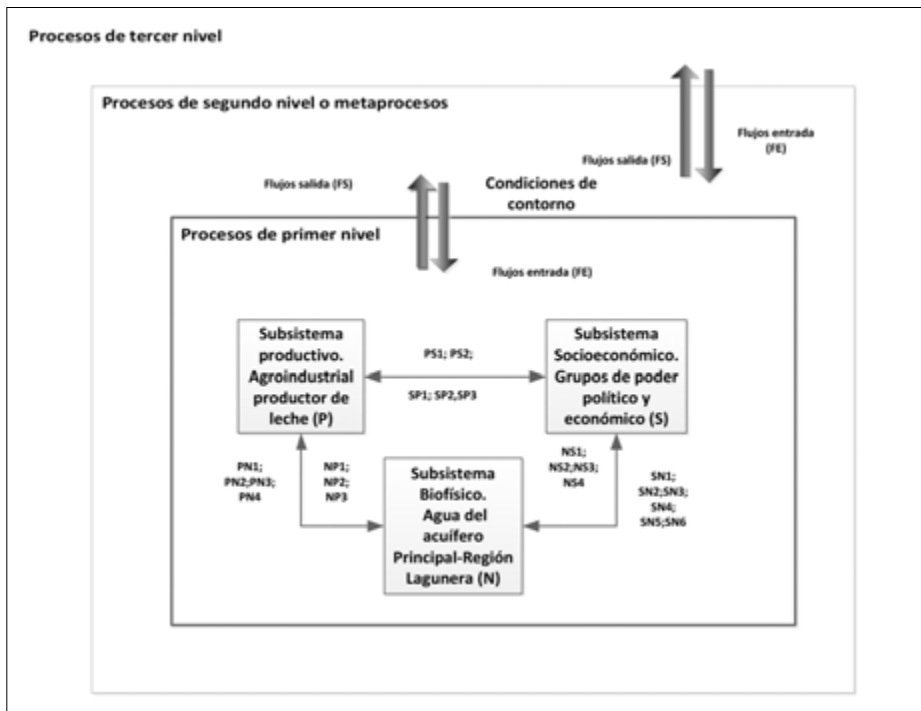 Procesos de tercer nivel
Procesos de segundo nivel o metaprocesos
Flujos entrada
(FE)
Flujos salida (FS)
Flujos salida (FS)
Condiciones de
contorno
Procesos de primer nivel
Flujos entrada (FE)
Subsistema
productivo.
Agroindustrial
productor de
leche (P)
PS1; PS2;
SP1; SP2,SP3
Subsistema
Socioeconómico.
Grupos de poder
político y
económico (S)
PN1;
PN2;PN3;
PN4
NP1;
NP2;
NP3
Subsistema
Biofísico.
Agua del
acuífero
Principal-Región
Lagunera (N)
NS1;
NS2;NS3;
NS4
SN1;
SN2;SN3;
SN4;
SN5;SN6